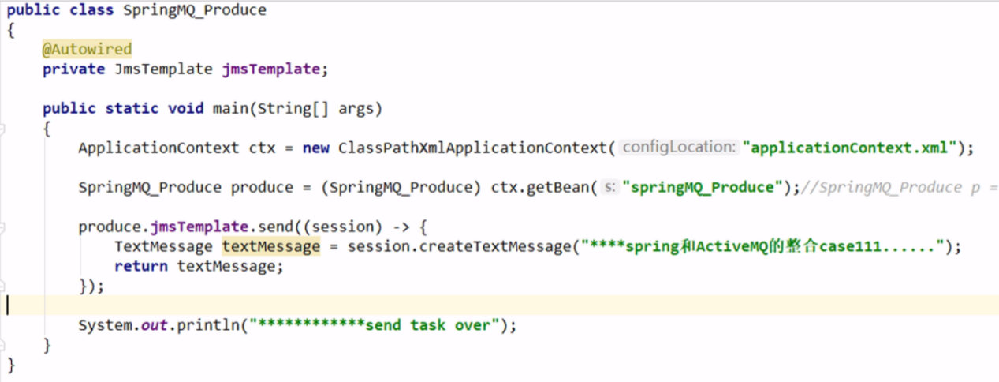 public class SpringMQ_Produce
{
@Autowired
private JmsTemplate jmsTemplate;
public static void main(String[] args)
{
ApplicationContext ctx = new ClassPathXmlApplicationContext( configLocation: "applicationContext.xml");
SpringMQ_Produce produce = (SpringMQ_Produce) ctx.getBean( s: "springMQ_Produce");//SpringMQ_Produce p =
produce.jmsTemplate.send((session) -> {
TextMessage textMessage = session.createTextMessage("****spring和ActiveMQ的整合case111......");
return textMessage;
});
System.out.println("************send task over");
}
}